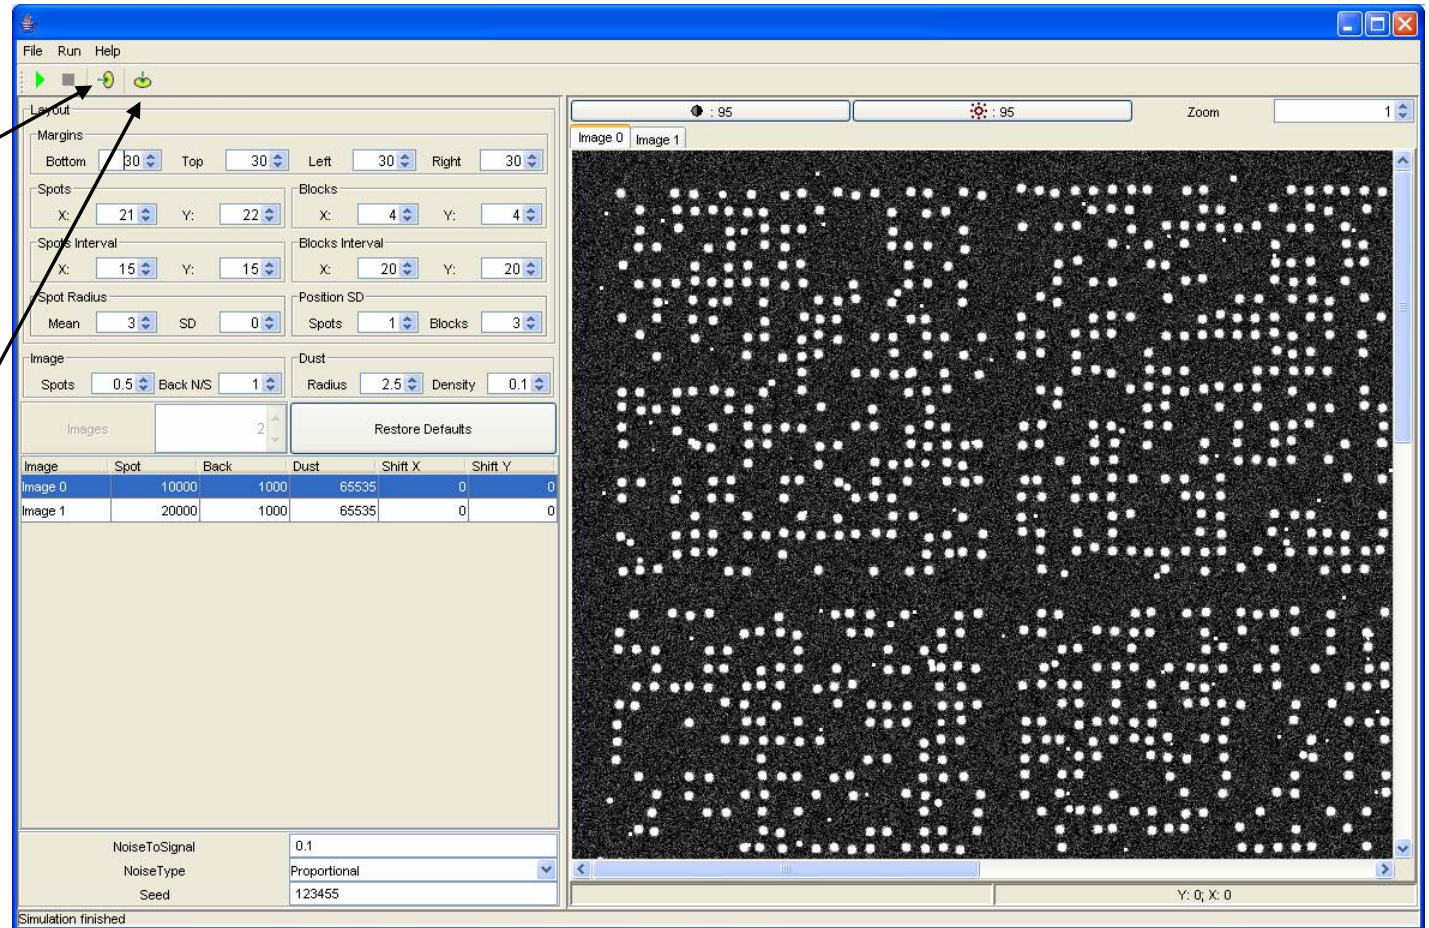 File Run Help
Layout
: 95 : 95 Zoom 1
Image 0 Image 1
Margins
Bottom 30 Top 30 Left 30 Right 30
Spots Blocks
X: 21 Y: 22 X: 4 Y: 4
Spots Interval Blocks Interval
X: 15 Y: 15 X: 20 Y: 20
Spot Radius Position SD
Mean 3 SD 0 Spots 1 Blocks 3
Image Dust
Spots 0.5 Back N/S 1 Radius 2.5 Density 0.1
Images 2 Restore Defaults
Image Spot Back Dust Shift X Shift Y
Image 0 10000 1000 65535 0 0
Image 1 20000 1000 65535 0 0
NoiseToSignal 0.1
NoiseType Proportional
Seed 123455
Y: 0; X: 0
Simulation finished